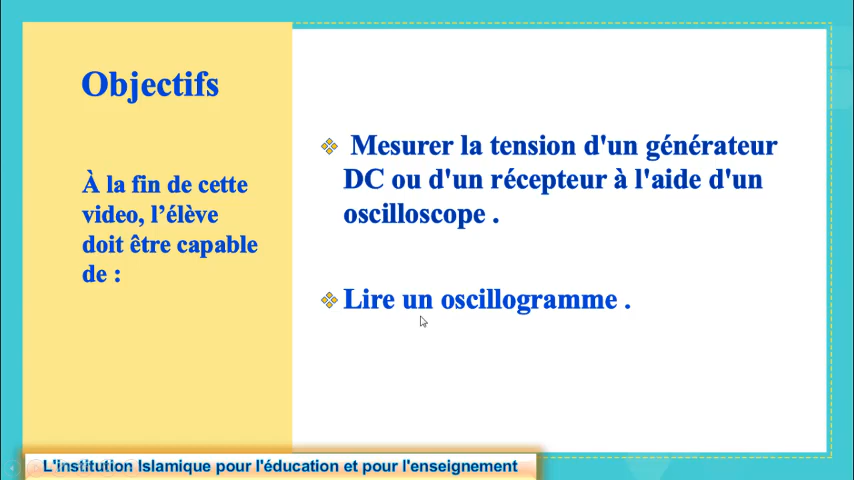 Objectifs
À la fin de cette
video, l’élève
doit être capable
de :
Mesurer la tension d'un générateur
DC ou d'un récepteur à l'aide d'un
oscilloscope .
Lire un oscillogramme .
L'institution Islamique pour l'éducation et pour l'enseignement